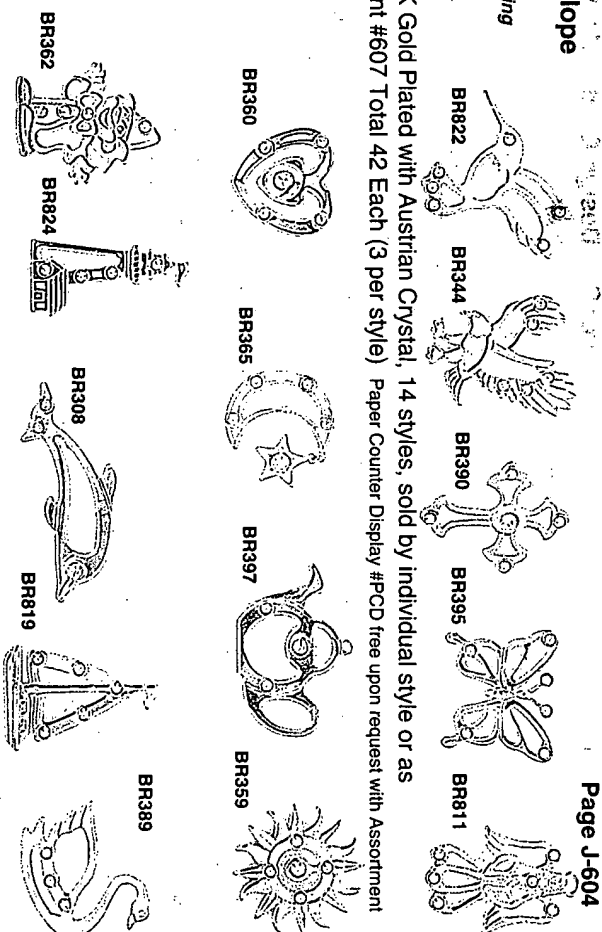 lope
Page J-604
ing
BR822
BR344
BR390
BR395
BR811
K Gold Plated with Austrian Crystal, 14 styles, sold by individual style or as
nt #607 Total 42 Each (3 per style) Paper Counter Display #PCD free upon request with Assortment
BR360
BR365
BR397
BR359
BR362
BR824
BR308
BR819
BR389